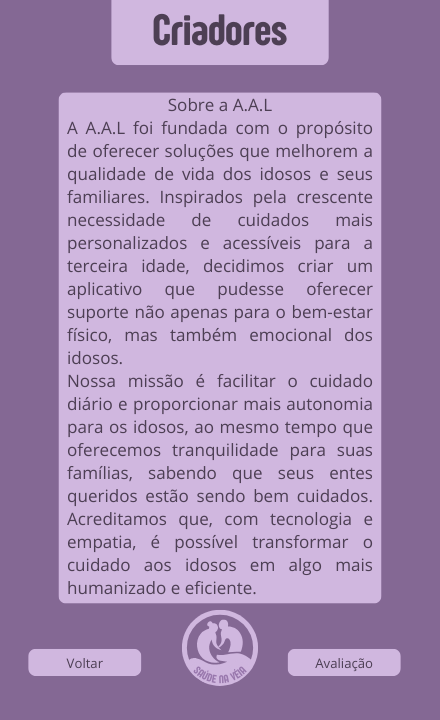 Criadores
Sobre a A.A.L
A A.A.L foi fundada com o propósito
de oferecer soluções que melhorem a
qualidade de vida dos idosos e seus
familiares. Inspirados pela crescente
necessidade de cuidados mais
personalizados e acessíveis para a
terceira idade, decidimos criar um
aplicativo que pudesse oferecer
suporte não apenas para o bem-estar
físico, mas também emocional dos
idosos.
Nossa missão é facilitar o cuidado
diário e proporcionar mais autonomia
para os idosos, ao mesmo tempo que
oferecemos tranquilidade para suas
famílias, sabendo que seus entes
queridos estão sendo bem cuidados.
Acreditamos que, com tecnologia e
empatia, é possível transformar o
cuidado aos idosos em algo mais
humanizado e eficiente.
Voltar
SAÚDE NA VÉIA
Avaliação